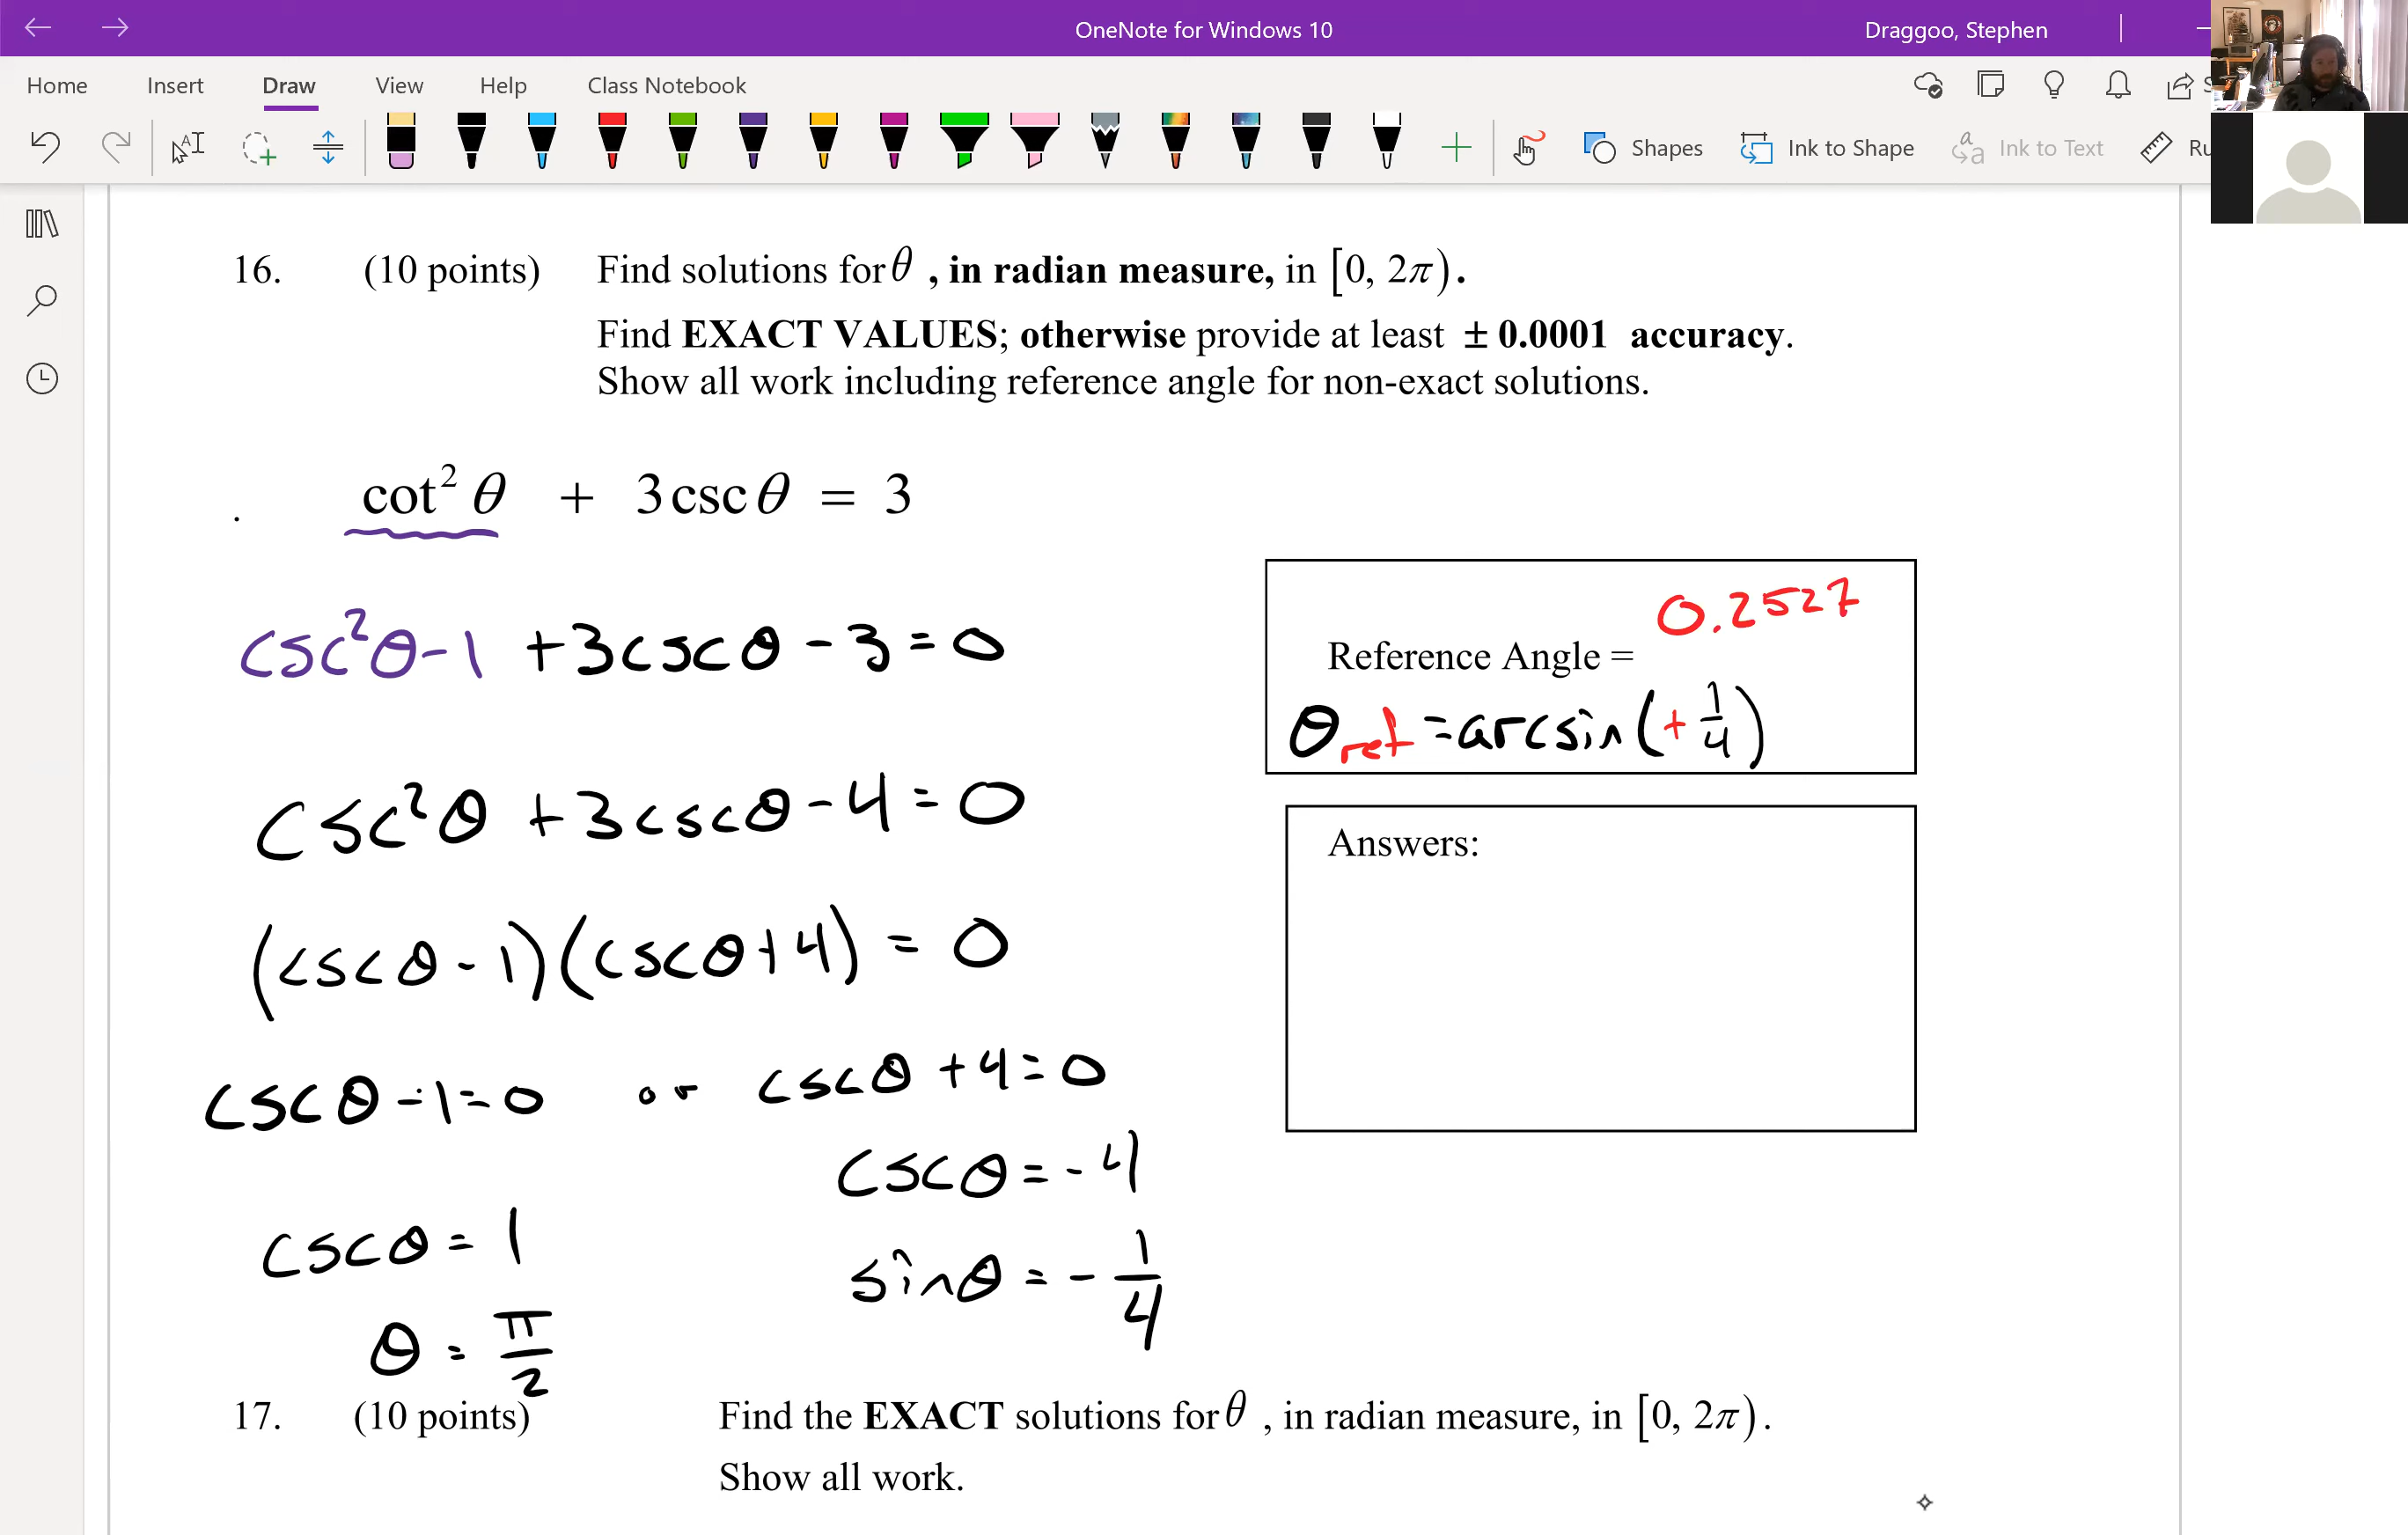 OneNote for Windows 10
Draggoo, Stephen
Home Insert Draw View Help Class Notebook
Shapes Ink to Shape Ink to Text
16. (10 points) Find solutions for θ , in radian measure, in [0, 2π).
Find EXACT VALUES; otherwise provide at least ± 0.0001 accuracy.
Show all work including reference angle for non-exact solutions.
. cot² θ + 3 csc θ = 3
csc²θ-1 +3cscθ - 3 = 0
0.2527
Reference Angle =
θref = arcsin(+ 1/4)
csc²θ +3cscθ - 4 = 0
Answers:
(cscθ - 1)(cscθ+4) = 0
cscθ -1=0 or cscθ +4=0
cscθ = -4
cscθ = 1
sinθ = - 1/4
θ = π/2
17. (10 points) Find the EXACT solutions for θ , in radian measure, in [0, 2π).
Show all work.